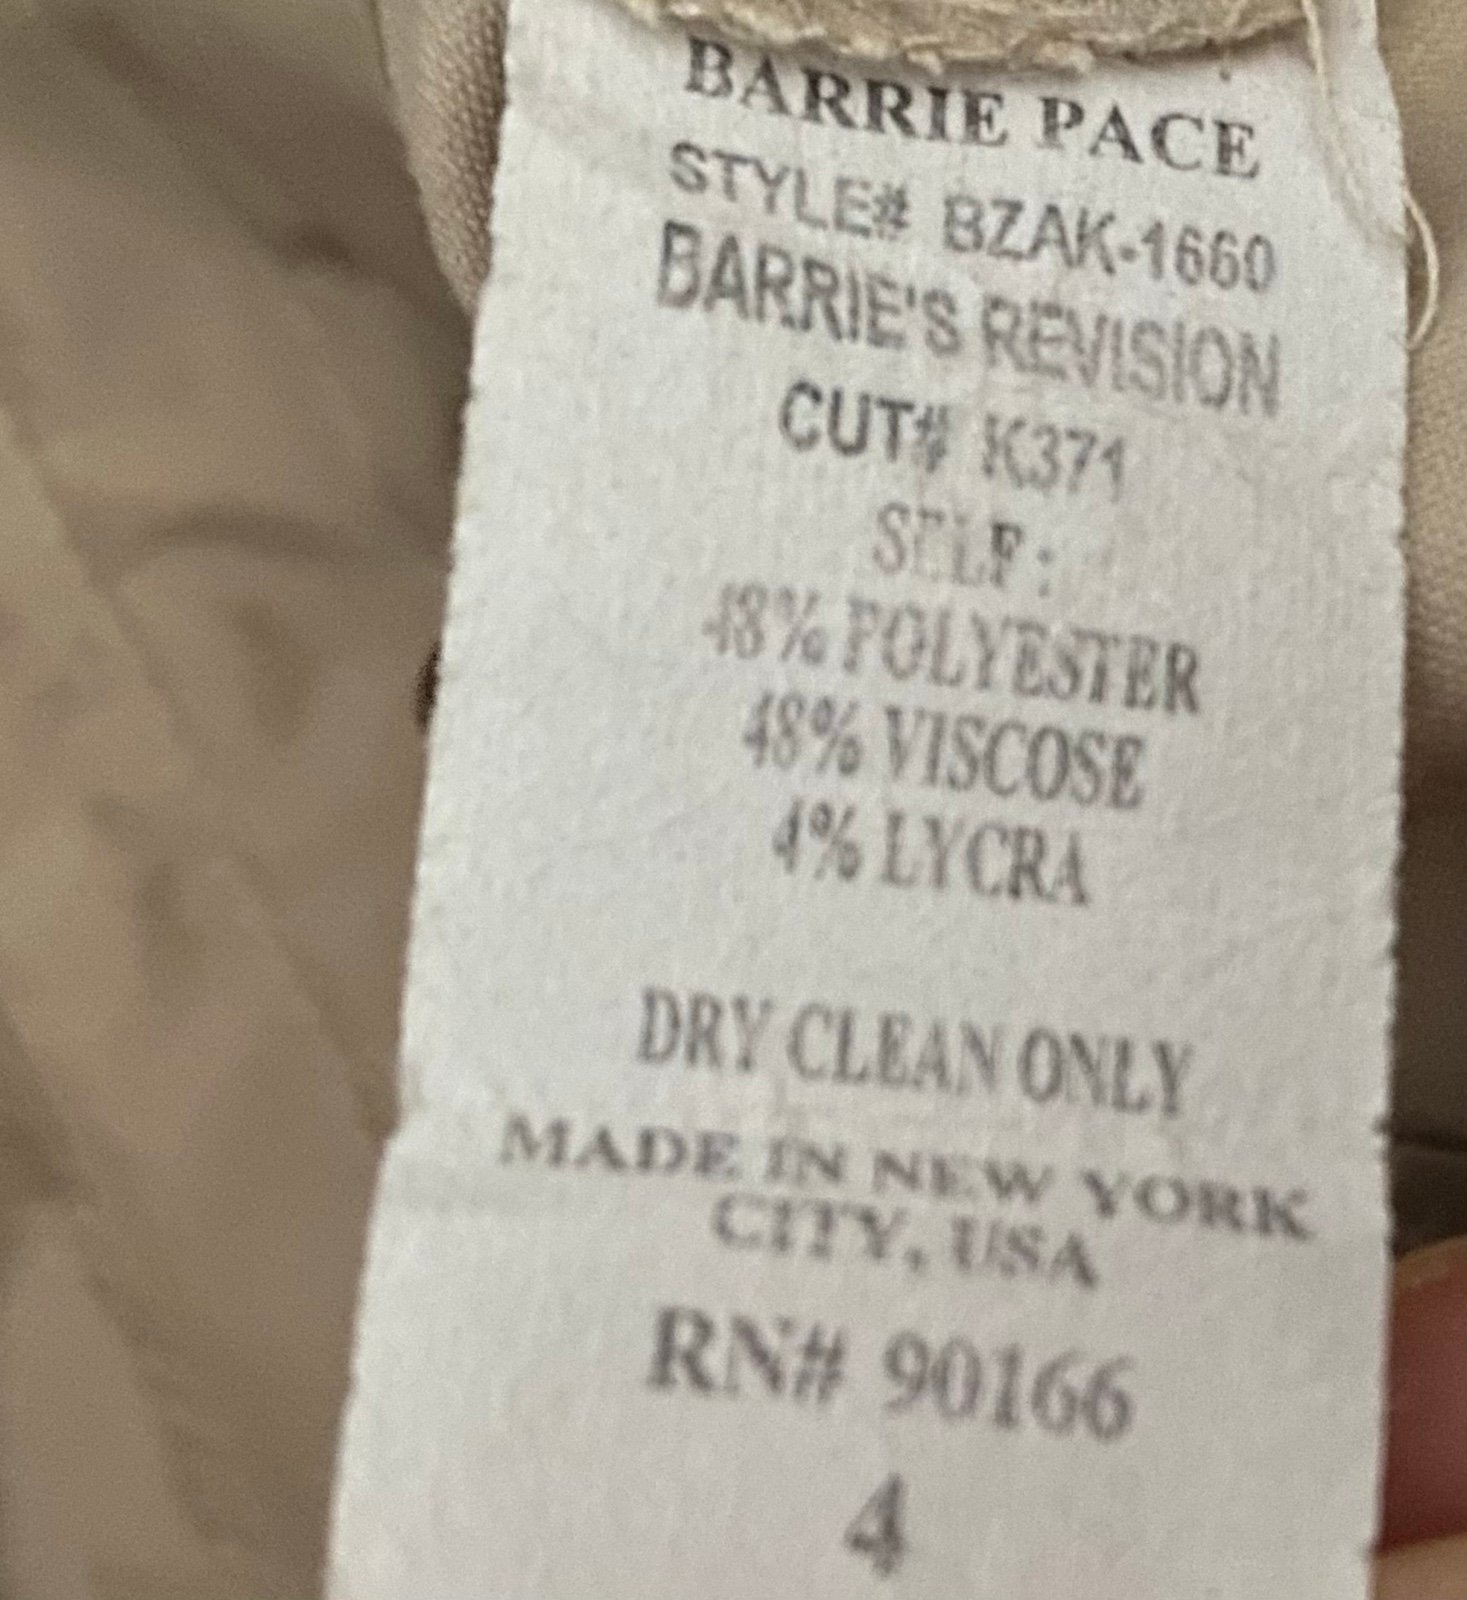 BARRIE PACE
STYLE# BZAK-1660
BARRIE'S REVISION
CUT# K371
SELF:
48% POLYESTER
48% VISCOSE
4% LYCRA
DRY CLEAN ONLY
MADE IN NEW YORK
CITY, USA
RN# 90166
4